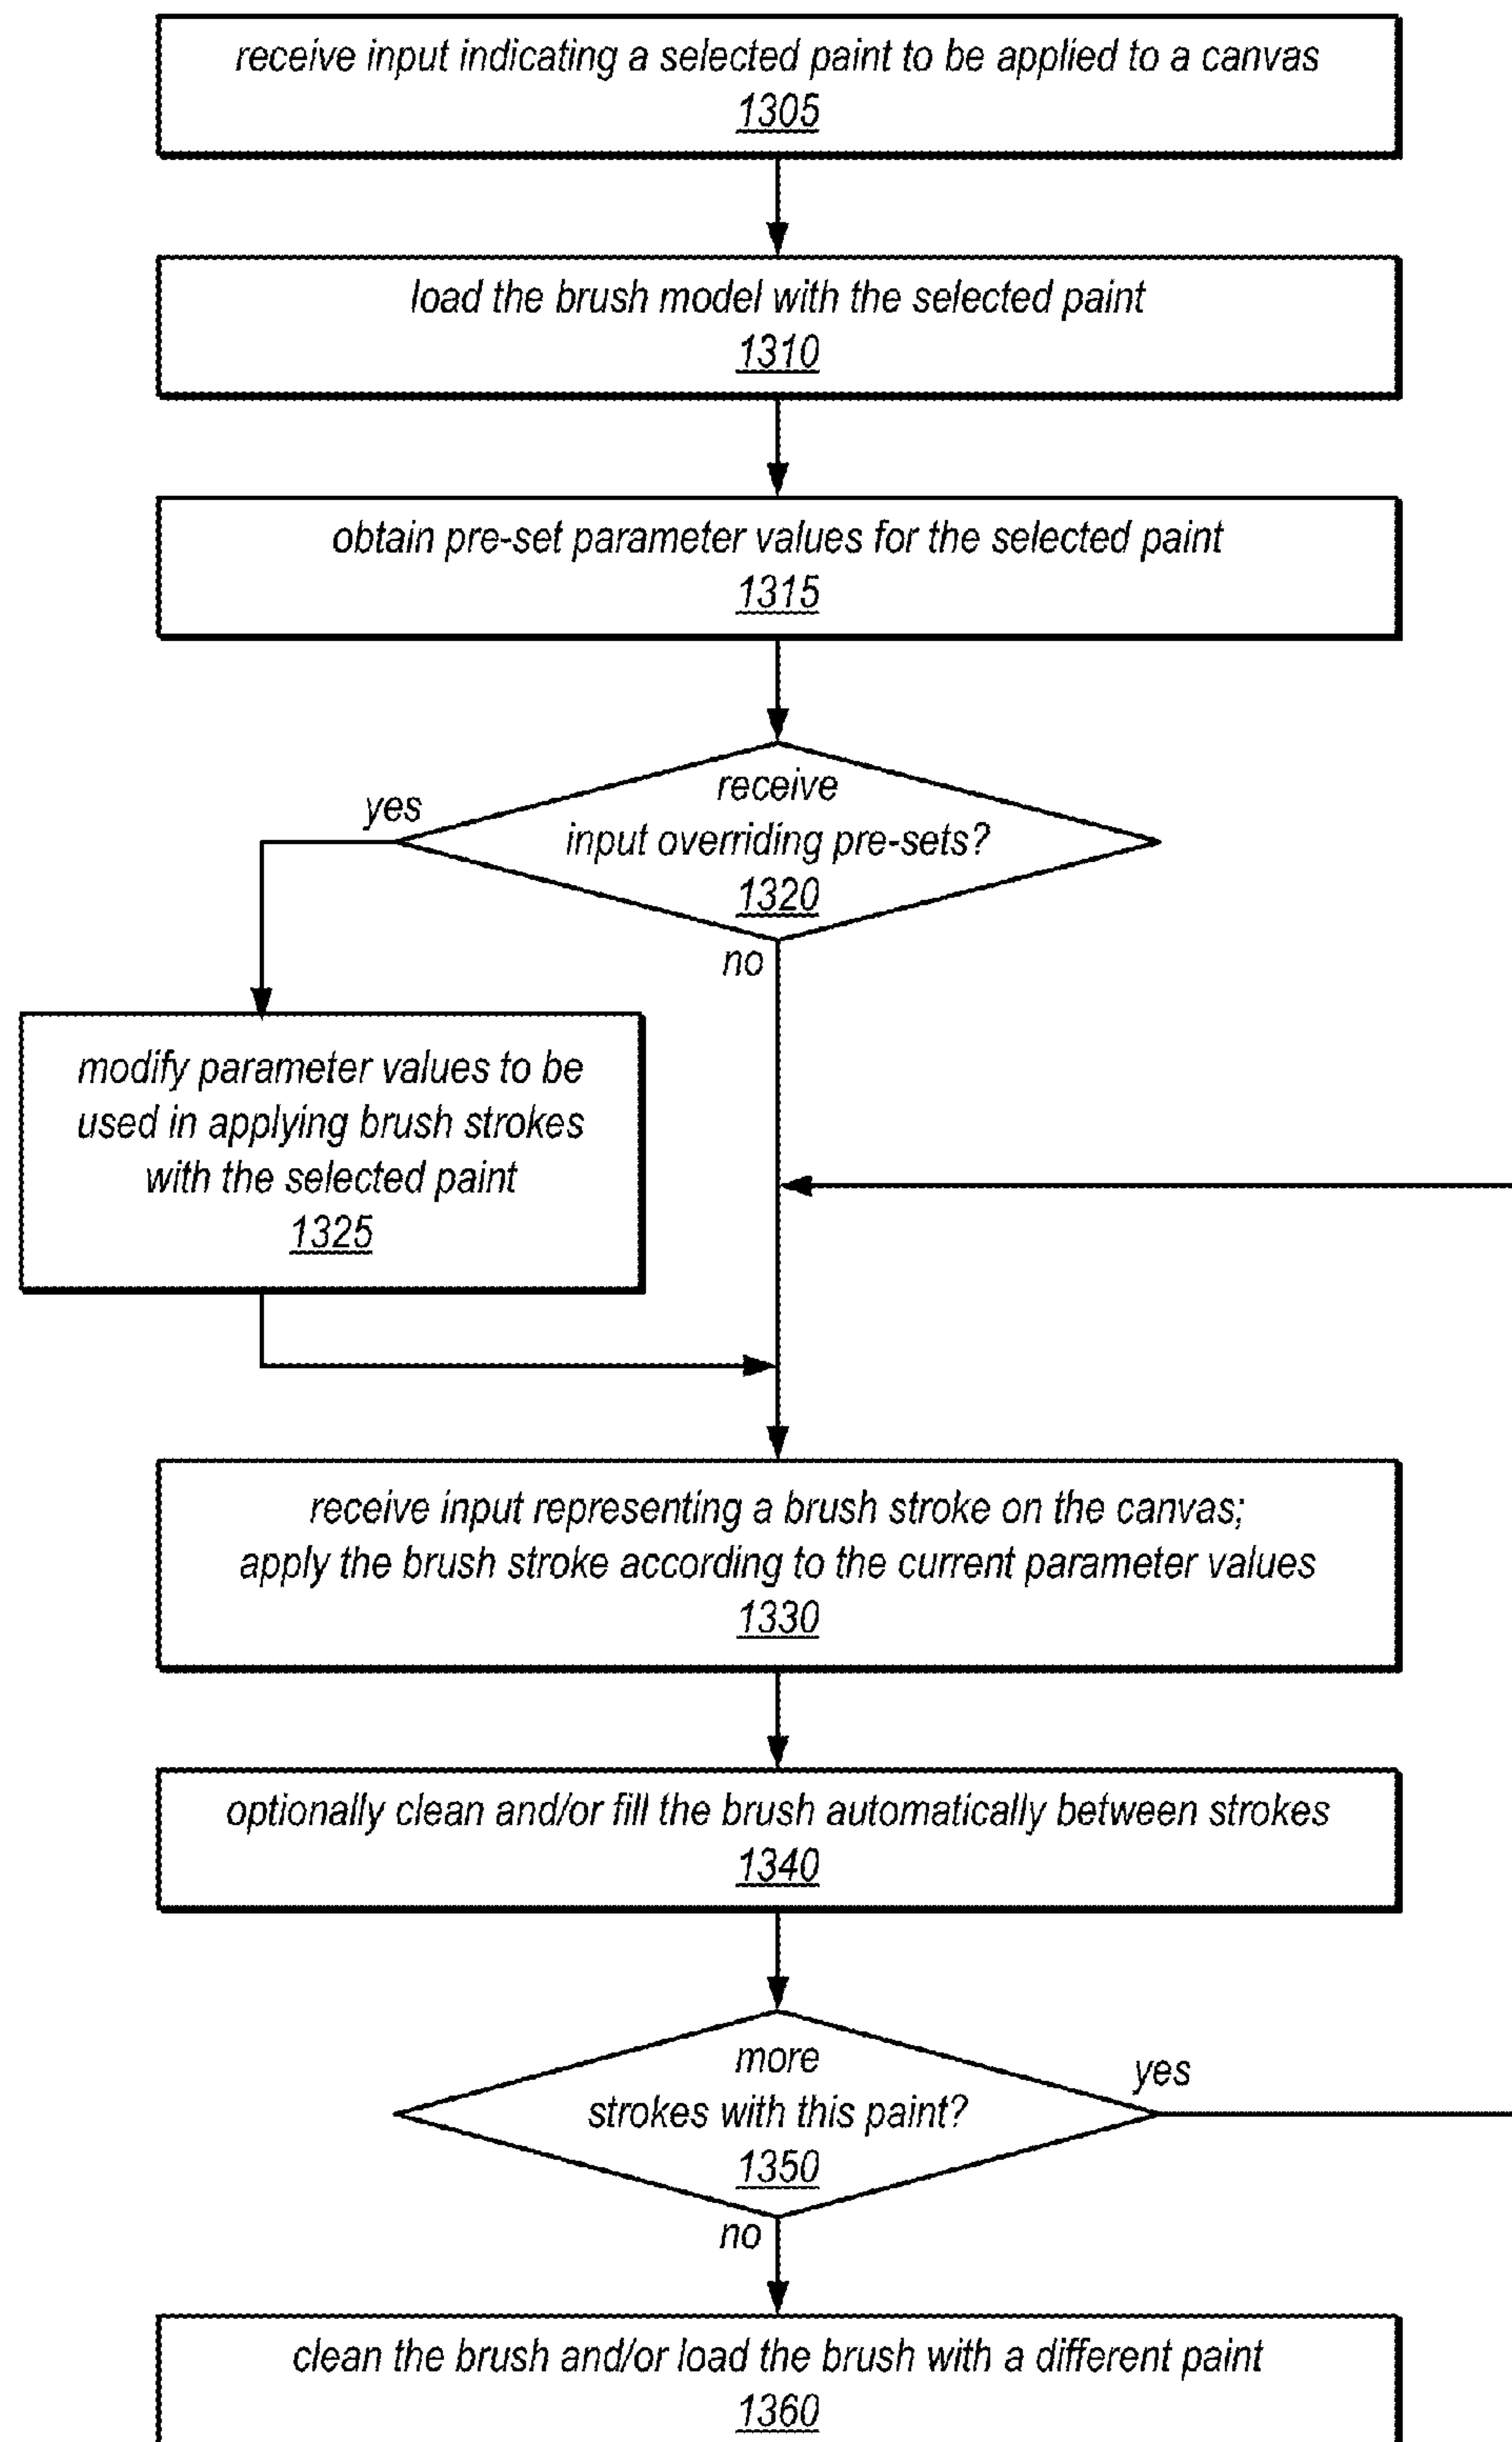 receive input indicating a selected paint to be applied to a canvas
1305
load the brush model with the selected paint
1310
obtain pre-set parameter values for the selected paint
1315
receive
input overriding pre-sets?
1320
yes
no
modify parameter values to be
used in applying brush strokes
with the selected paint
1325
receive input representing a brush stroke on the canvas;
apply the brush stroke according to the current parameter values
1330
optionally clean and/or fill the brush automatically between strokes
1340
more
strokes with this paint?
1350
yes
no
clean the brush and/or load the brush with a different paint
1360